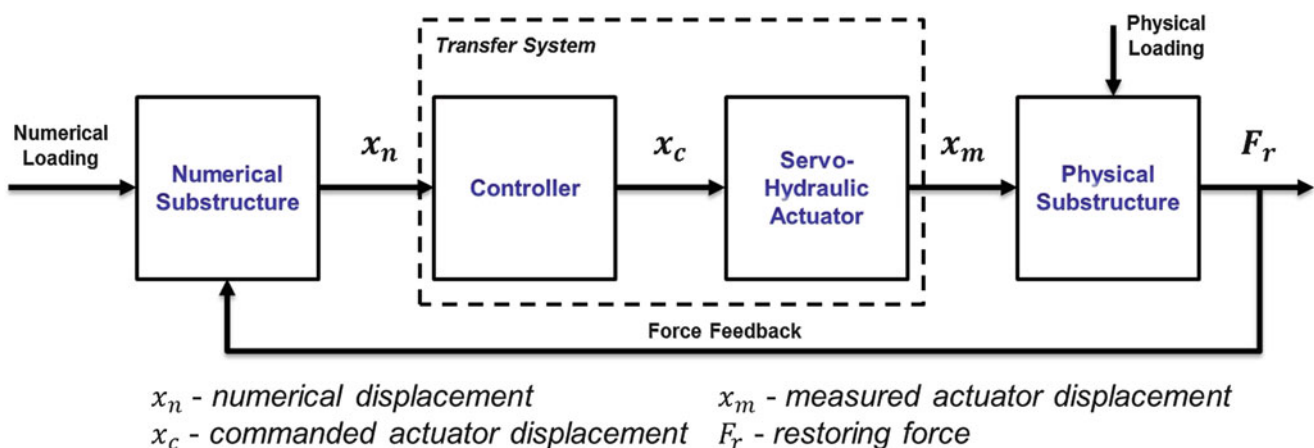 Transfer System
Physical
Loading
Numerical
Loading
Numerical
Substructure
x_n
Controller
x_c
Servo-
Hydraulic
Actuator
x_m
Physical
Substructure
F_r
Force Feedback
x_n - numerical displacement
x_m - measured actuator displacement
x_c - commanded actuator displacement
F_r - restoring force